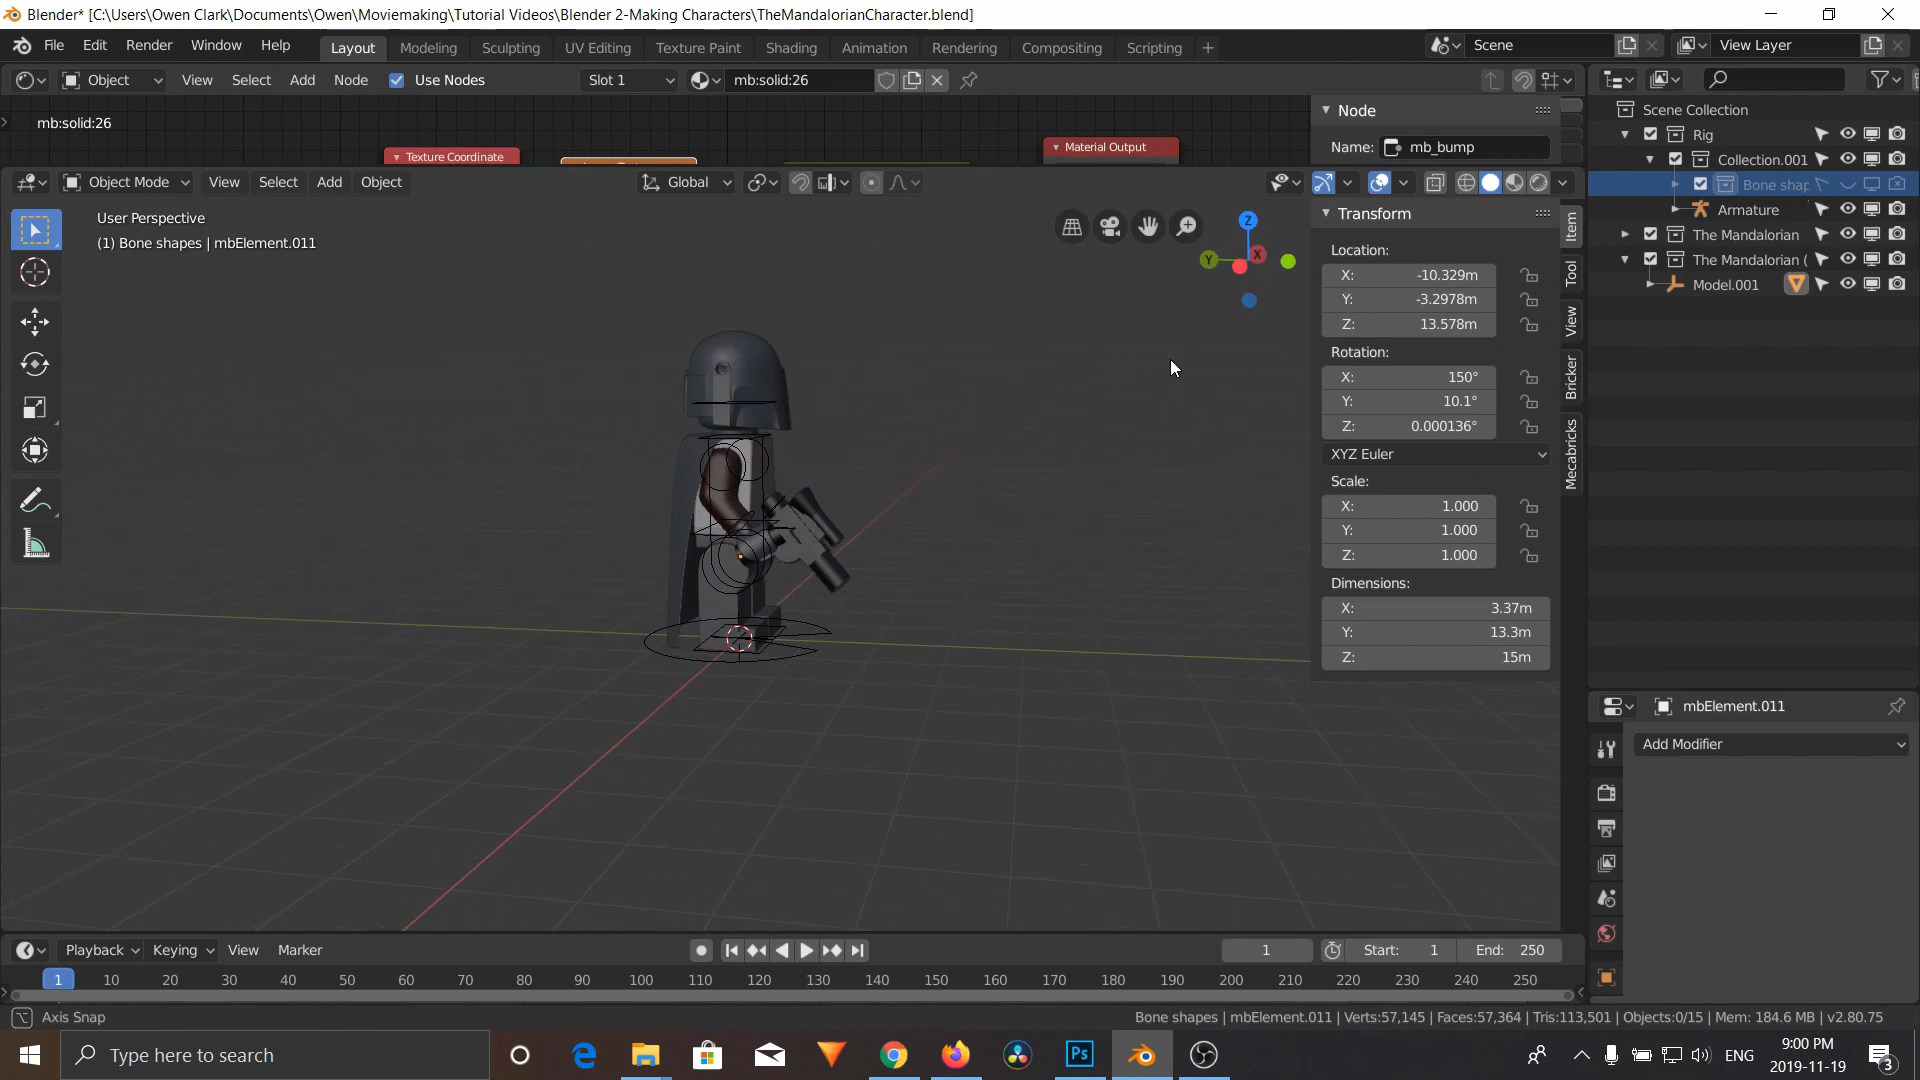 Blender* [C:\Users\Owen Clark\Documents\Owen\Moviemaking\Tutorial Videos\Blender 2-Making Characters\TheMandalorianCharacter.blend]
File Edit Render Window Help Layout Modeling Sculpting UV Editing Texture Paint Shading Animation Rendering Compositing Scripting + Scene View Layer
Object View Select Add Node Use Nodes Slot 1 mb:solid:26
mb:solid:26
Texture Coordinate
Material Output
Node
Name: mb_bump
Object Mode View Select Add Object Global
User Perspective
(1) Bone shapes | mbElement.011
Z
Y
X
Transform
Location:
X: -10.329m
Y: -3.2978m
Z: 13.578m
Rotation:
X: 150°
Y: 10.1°
Z: 0.000136°
XYZ Euler
Scale:
X: 1.000
Y: 1.000
Z: 1.000
Dimensions:
X: 3.37m
Y: 13.3m
Z: 15m
Item
Tool
View
Bricker
Mecabricks
Scene Collection
Rig
Collection.001
Bone shap
Armature
The Mandalorian
The Mandalorian (
Model.001
mbElement.011
Add Modifier
Playback Keying View Marker 1 Start: 1 End: 250
1 10 20 30 40 50 60 70 80 90 100 110 120 130 140 150 160 170 180 190 200 210 220 230 240 250
Axis Snap
Bone shapes | mbElement.011 | Verts:57,145 | Faces:57,364 | Tris:113,501 | Objects:0/15 | Mem: 184.6 MB | v2.80.75
Type here to search
Ps
ENG
9:00 PM
2019-11-19
3